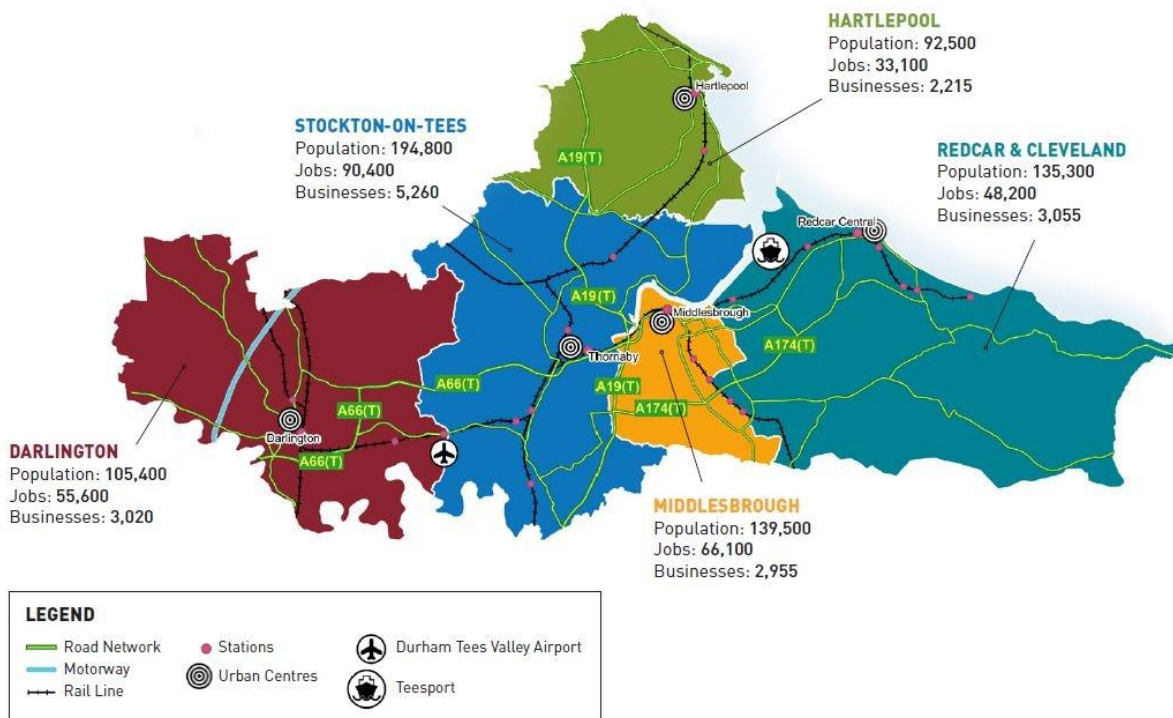 HARTLEPOOL
Population: 92,500
Jobs: 33,100
Businesses: 2,215
Hartlepool
STOCKTON-ON-TEES
Population: 194,800
Jobs: 90,400
Businesses: 5,260
A19(T)
REDCAR & CLEVELAND
Population: 135,300
Jobs: 48,200
Businesses: 3,055
Redcar Central
A19(T)
Middlesbrough
Thornaby
A174(T)
A66(T)
A19(T)
A66(T)
A174(T)
Darlington
A66(T)
DARLINGTON
Population: 105,400
Jobs: 55,600
Businesses: 3,020
MIDDLESBROUGH
Population: 139,500
Jobs: 66,100
Businesses: 2,955
LEGEND
Road Network
Motorway
Rail Line
Stations
Urban Centres
Durham Tees Valley Airport
Teesport